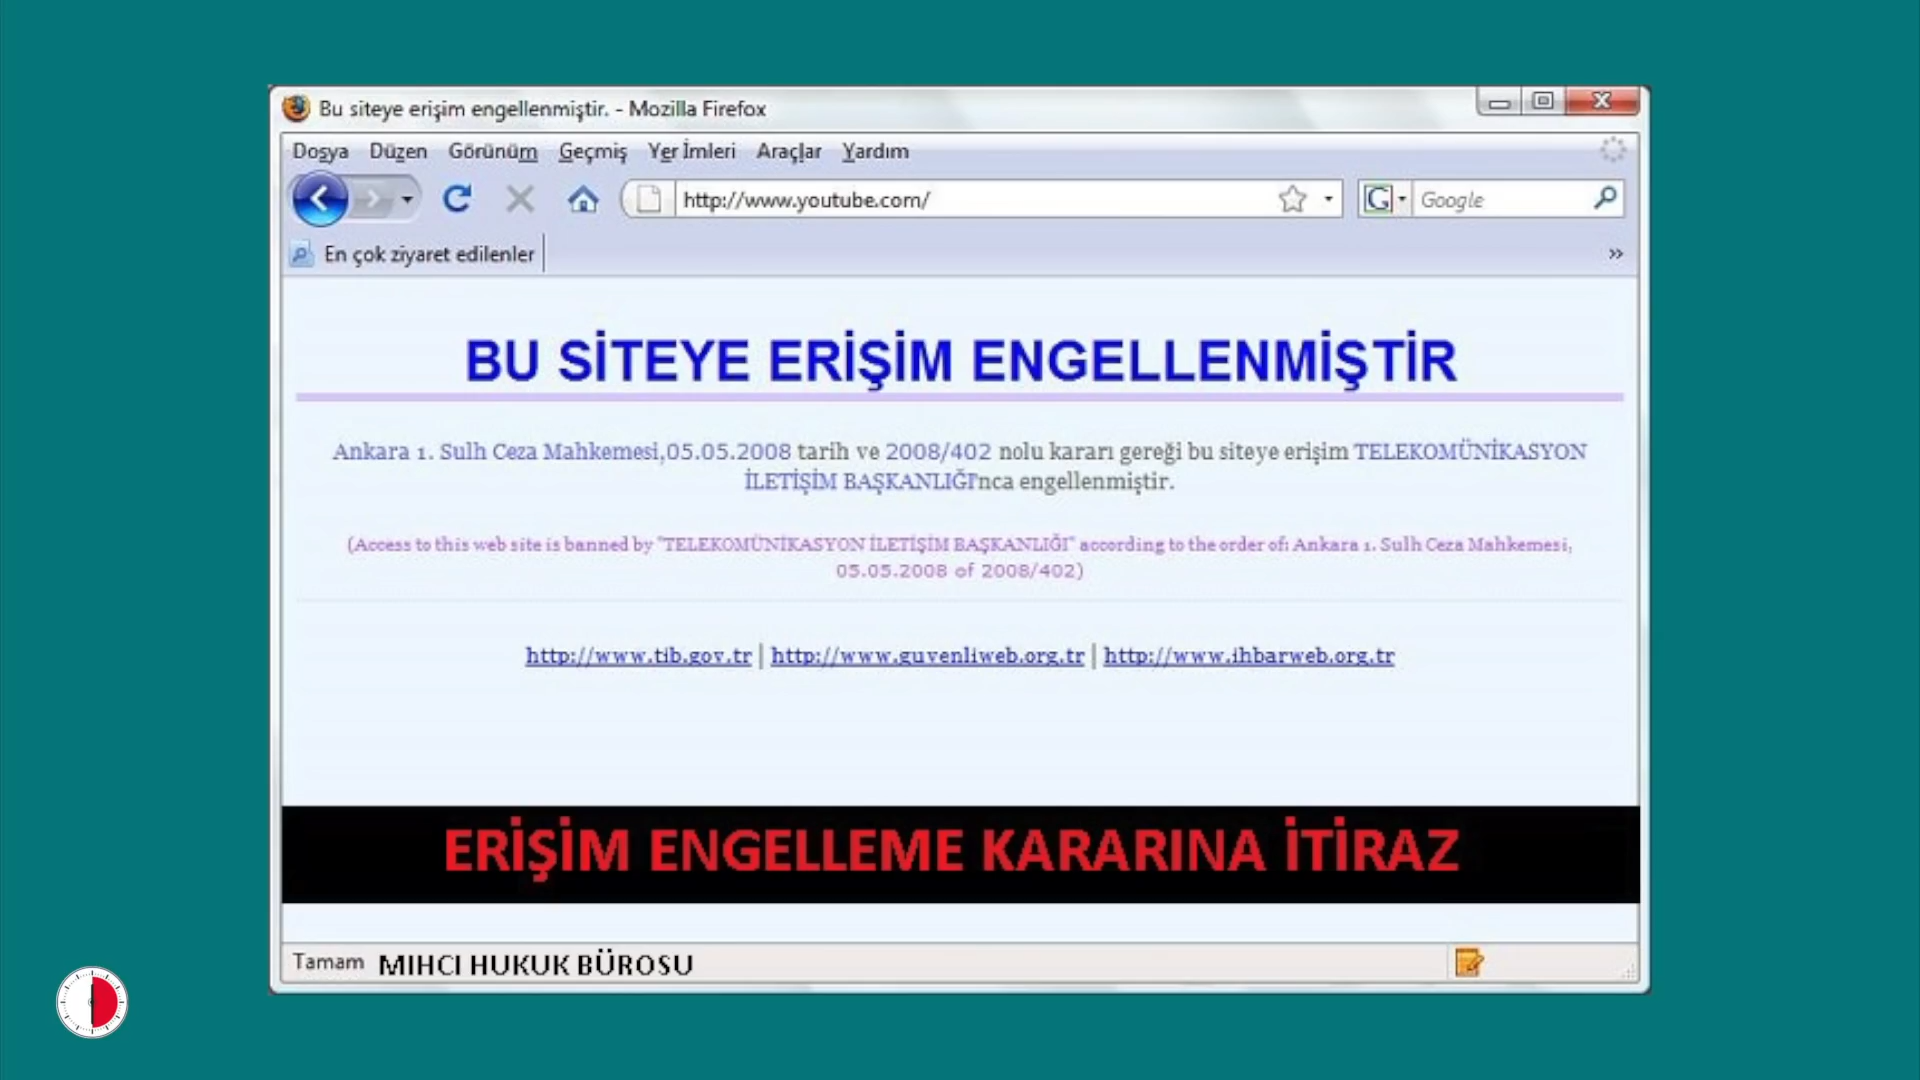 Bu siteye erişim engellenmiştir. - Mozilla Firefox
Dosya Düzen Görünüm Geçmiş Yer İmleri Araçlar Yardım
http://www.youtube.com/ Google
En çok ziyaret edilenler »
BU SİTEYE ERİŞİM ENGELLENMİŞTİR
Ankara 1. Sulh Ceza Mahkemesi,05.05.2008 tarih ve 2008/402 nolu kararı gereği bu siteye erişim TELEKOMÜNİKASYON
İLETİŞİM BAŞKANLIĞI'nca engellenmiştir.
(Access to this web site is banned by "TELEKOMÜNİKASYON İLETİŞİM BAŞKANLIĞI" according to the order of: Ankara 1. Sulh Ceza Mahkemesi,
05.05.2008 of 2008/402)
http://www.tib.gov.tr | http://www.guvenliweb.org.tr | http://www.ihbarweb.org.tr
ERİŞİM ENGELLEME KARARINA İTİRAZ
Tamam MIHCI HUKUK BÜROSU